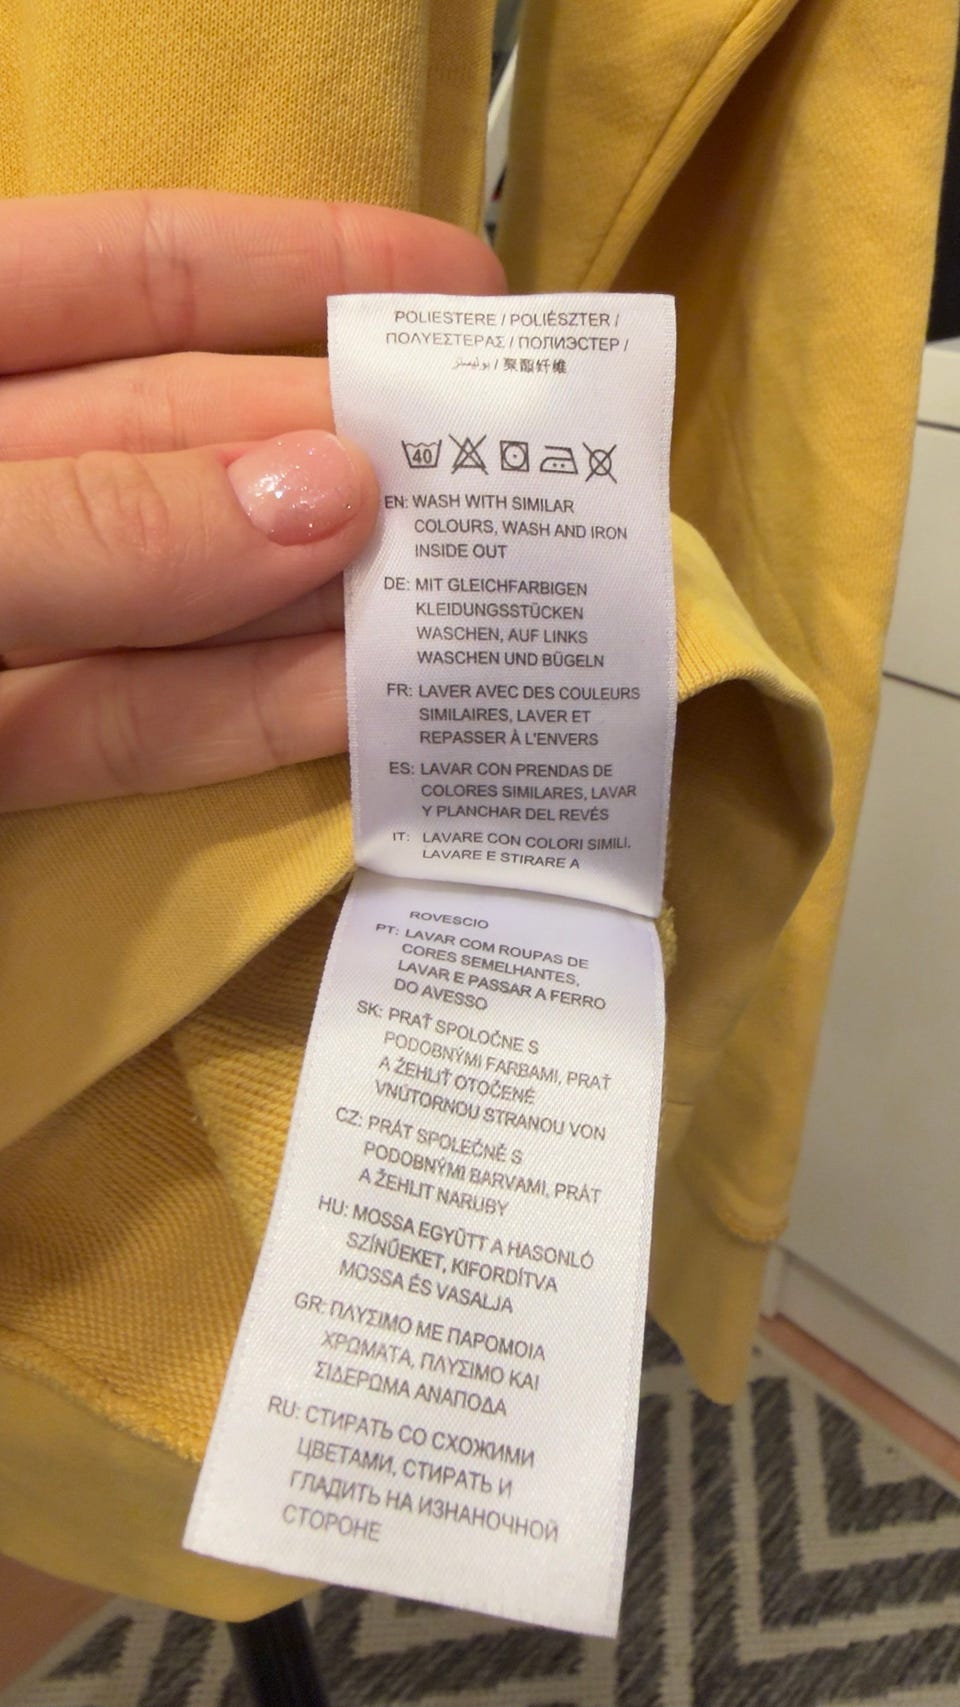 POLIESTERE / POLIÉSZTER /
ΠΟΛΥΕΣΤΕΡΑΣ / ПОЛИЭСТЕР /
بوليستر / 聚酯纤维
40
EN: WASH WITH SIMILAR
COLOURS, WASH AND IRON
INSIDE OUT
DE: MIT GLEICHFARBIGEN
KLEIDUNGSSTÜCKEN
WASCHEN, AUF LINKS
WASCHEN UND BÜGELN
FR: LAVER AVEC DES COULEURS
SIMILAIRES, LAVER ET
REPASSER À L'ENVERS
ES: LAVAR CON PRENDAS DE
COLORES SIMILARES, LAVAR
Y PLANCHAR DEL REVÉS
IT: LAVARE CON COLORI SIMILI.
LAVARE E STIRARE A
ROVESCIO
PT: LAVAR COM ROUPAS DE
CORES SEMELHANTES,
LAVAR E PASSAR A FERRO
DO AVESSO
SK: PRAŤ SPOLOČNE S
PODOBNÝMI FARBAMI, PRAŤ
A ŽEHLIŤ OTOČENÉ
VNÚTORNOU STRANOU VON
CZ: PRÁT SPOLEČNĚ S
PODOBNÝMI BARVAMI, PRÁT
A ŽEHLIT NARUBY
HU: MOSSA EGYÜTT A HASONLÓ
SZÍNŰEKET, KIFORDÍTVA
MOSSA ÉS VASALJA
GR: ΠΛΥΣΙΜΟ ΜΕ ΠΑΡΟΜΟΙΑ
ΧΡΩΜΑΤΑ, ΠΛΥΣΙΜΟ ΚΑΙ
ΣΙΔΕΡΩΜΑ ΑΝΑΠΟΔΑ
RU: СТИРАТЬ СО СХОЖИМИ
ЦВЕТАМИ, СТИРАТЬ И
ГЛАДИТЬ НА ИЗНАНОЧНОЙ
СТОРОНЕ